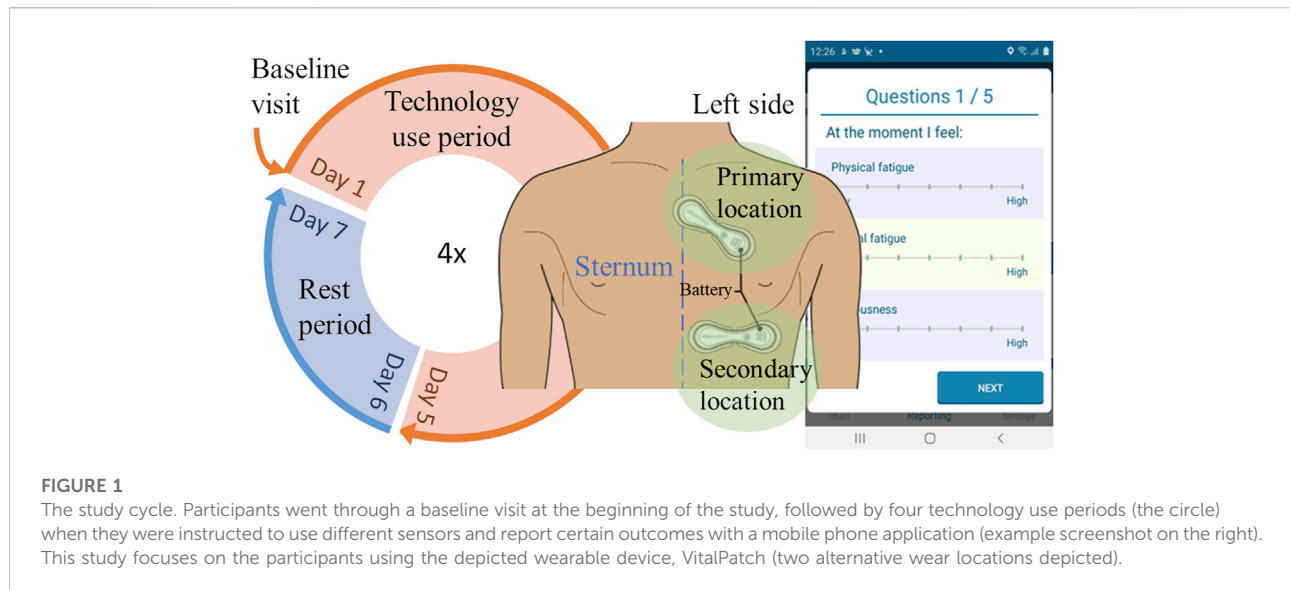 Baseline
visit
Technology
use period
Day 1
Day 7
Rest
period
Day 6
Day 5
4x
Left side
Primary
location
Sternum
Battery
Secondary
location
12:26
Questions 1 / 5
At the moment I feel:
Physical fatigue
High
fatigue
High
High
NEXT
Chart
Reporting
Settings
FIGURE 1
The study cycle. Participants went through a baseline visit at the beginning of the study, followed by four technology use periods (the circle)
when they were instructed to use different sensors and report certain outcomes with a mobile phone application (example screenshot on the right).
This study focuses on the participants using the depicted wearable device, VitalPatch (two alternative wear locations depicted).